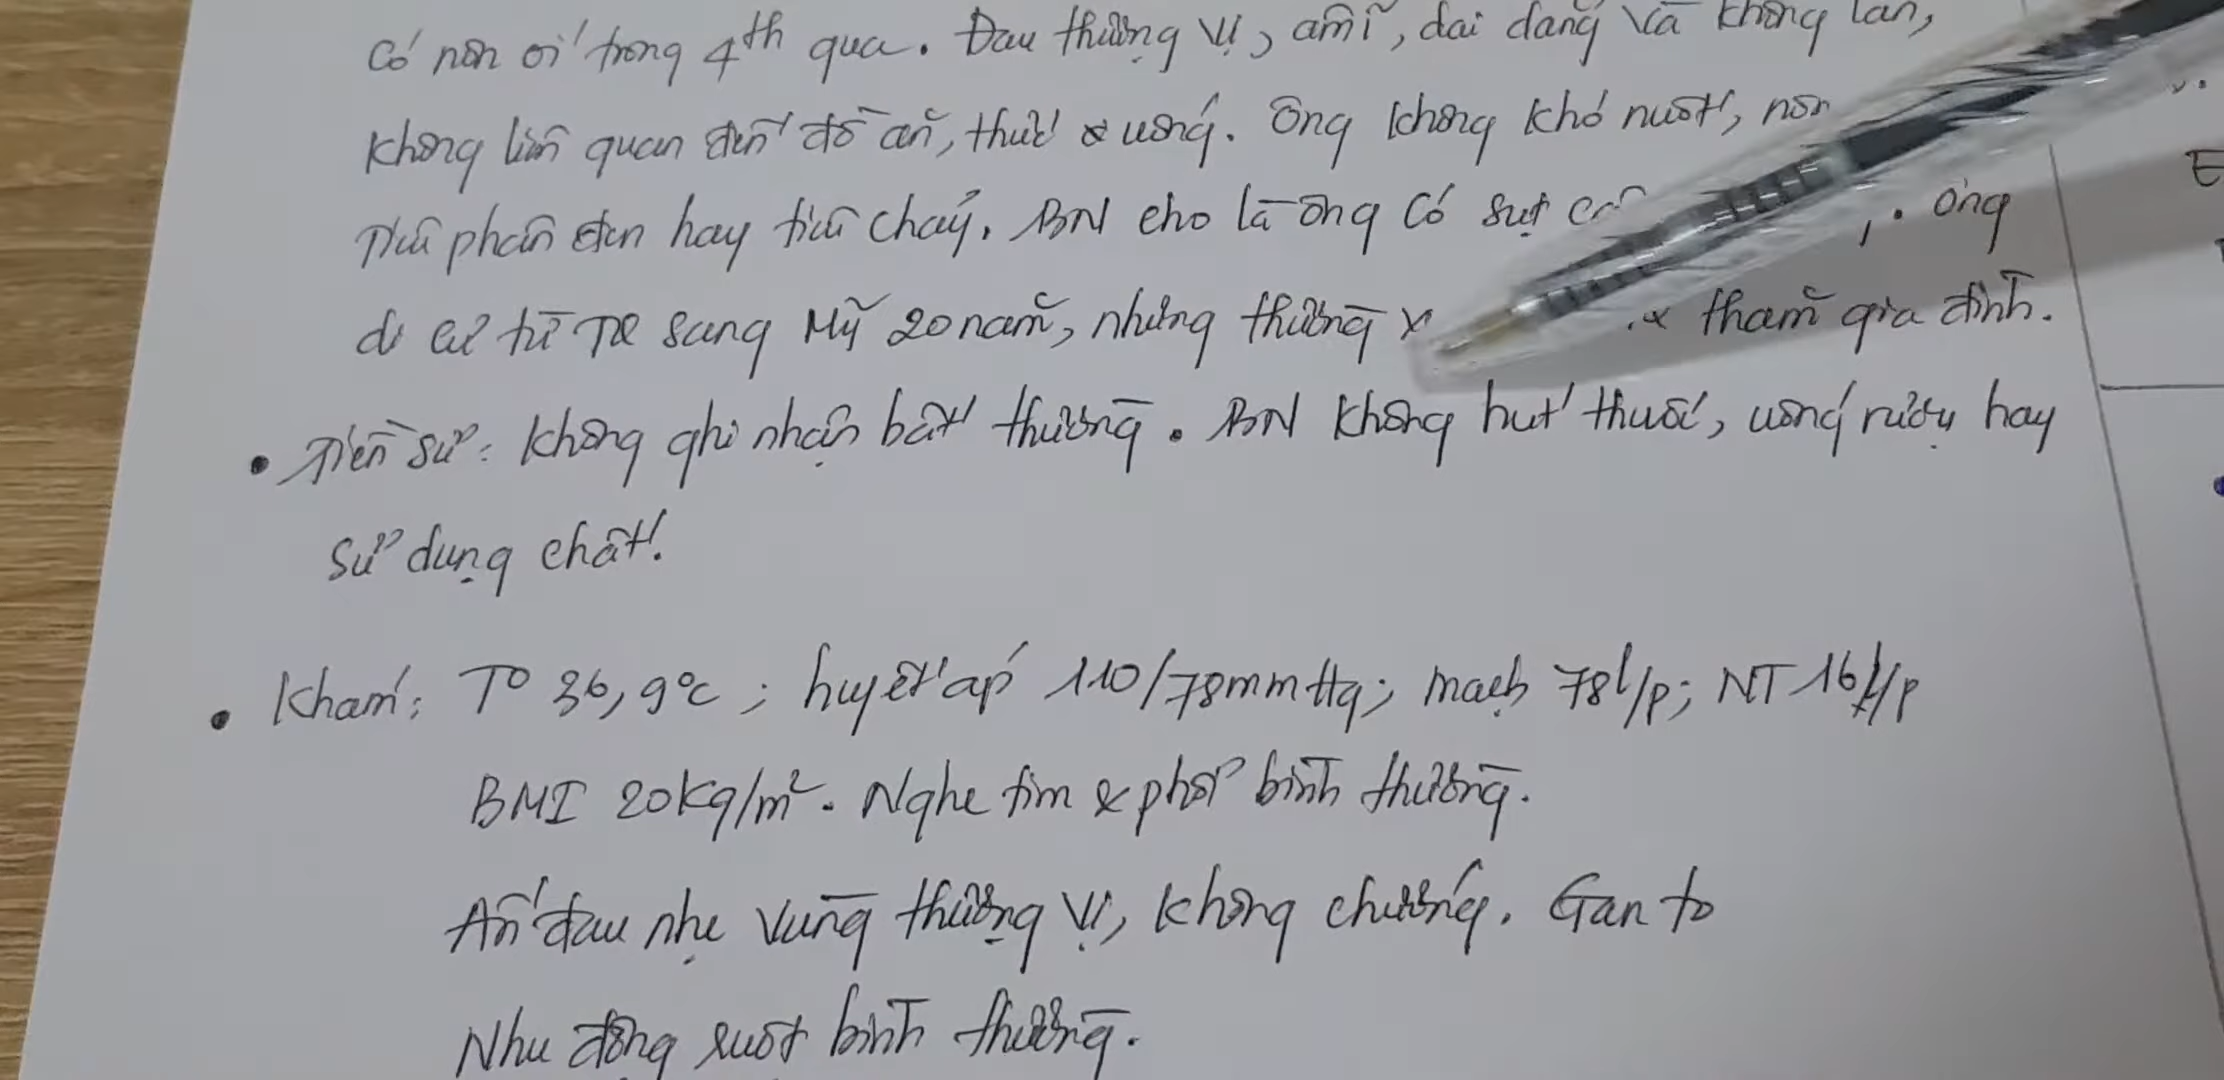 Có nôn ói trong 4th qua. Đau thượng vị, âm ỉ, dai dẳng và không lan,
không liên quan đến đồ ăn, thức & uống. Ông không khó nuốt, nôn
Tiêu phân đen hay tiêu chảy. BN cho là ông có sụt . ông
di cư từ TQ sang Mỹ 20 năm, nhưng thường & thăm gia đình.
• Tiền sử: không ghi nhận bất thường. BN không hút thuốc, uống rượu hay
sử dụng chất.
• Khám: T° 36,9°C; huyết áp 110/78mmHg; mạch 78l/p; NT 16l/p
BMI 20kg/m². Nghe tim & phổi bình thường.
Ấn đau nhẹ vùng thượng vị, không chướng. Gan to
Nhu động ruột bình thường.